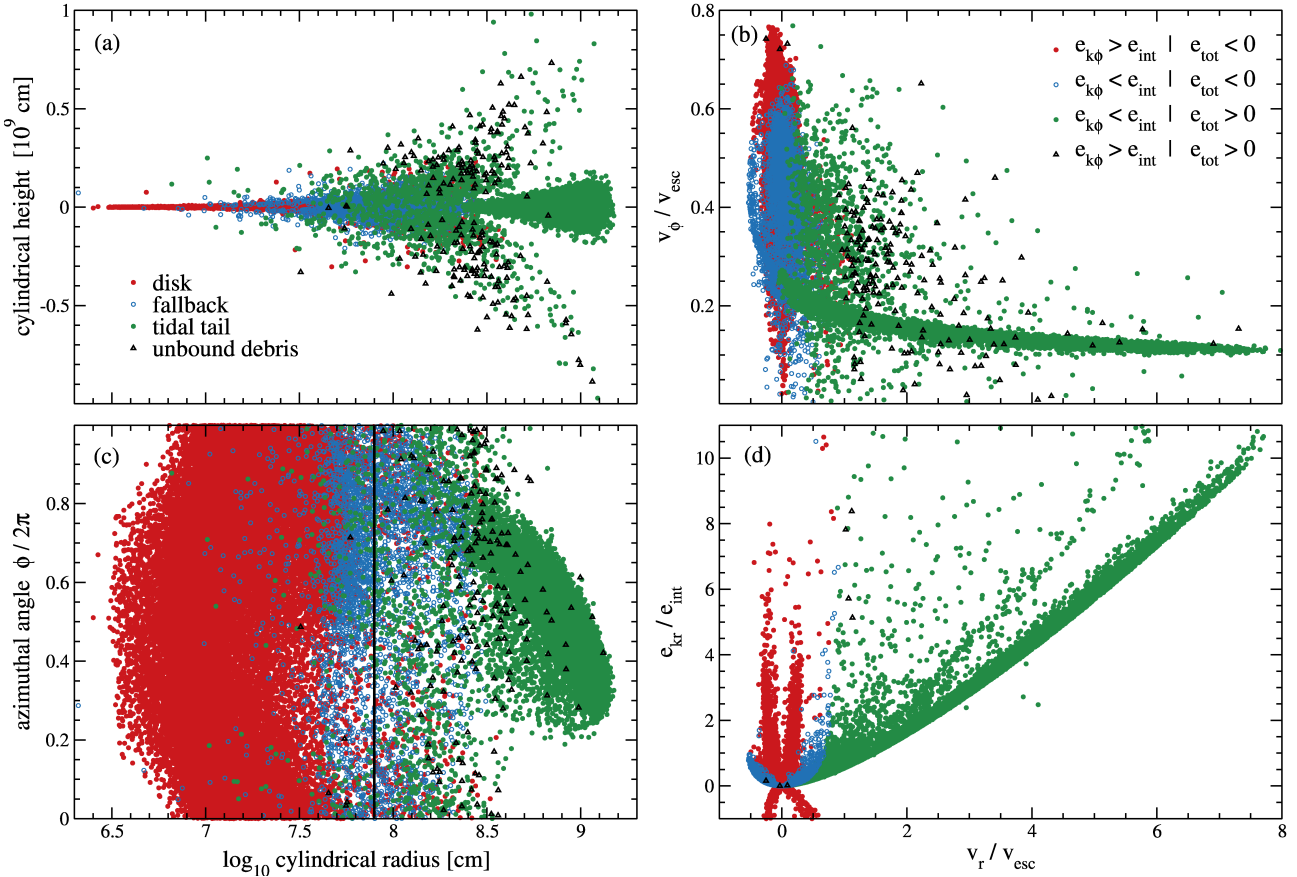 (a)
1
0.5
0
-0.5
cylindrical height [10^9 cm]
disk
fallback
tidal tail
unbound debris
(b)
0.8
0.6
0.4
0.2
v_ϕ / v_esc
e_kϕ > e_int | e_tot < 0
e_kϕ < e_int | e_tot < 0
e_kϕ < e_int | e_tot > 0
e_kϕ > e_int | e_tot > 0
(c)
1
0.8
0.6
0.4
0.2
0
azimuthal angle ϕ / 2π
6.5 7 7.5 8 8.5 9
log_10 cylindrical radius [cm]
(d)
10
8
6
4
2
0
e_kr / e_int
0 2 4 6 8
v_r / v_esc